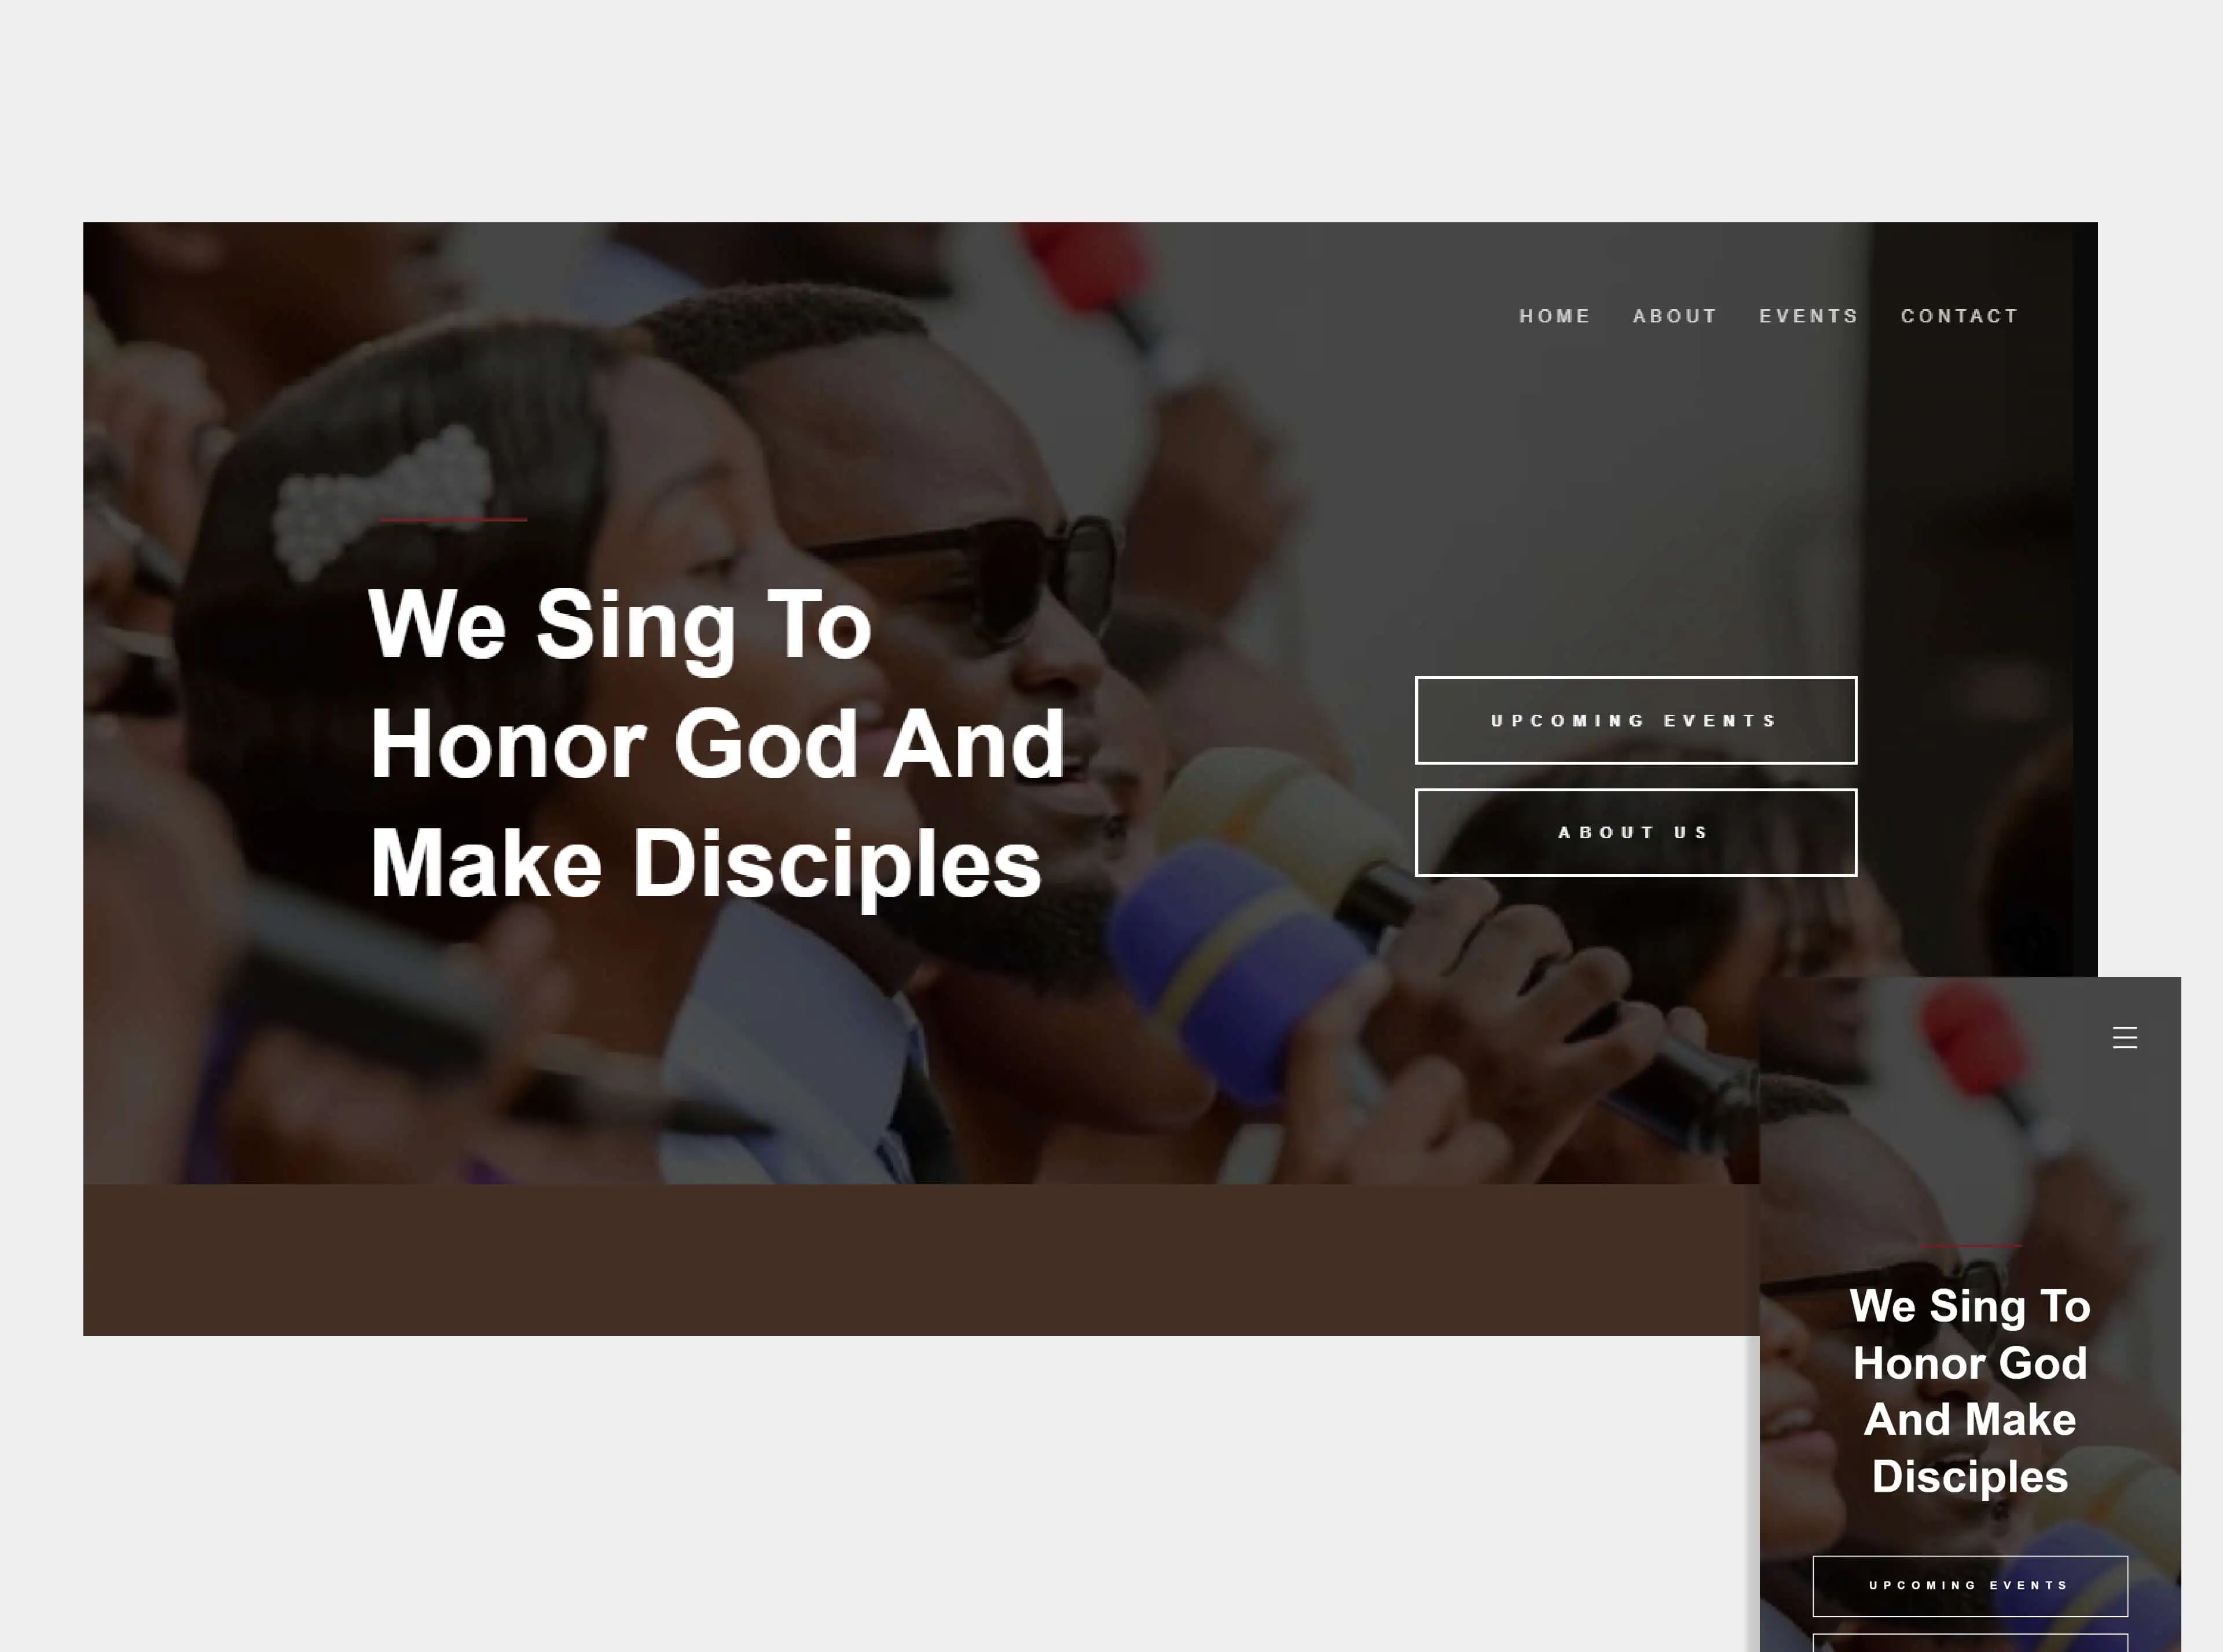 HOME ABOUT EVENTS CONTACT
We Sing To
Honor God And
Make Disciples
UPCOMING EVENTS
ABOUT US
We Sing To
Honor God
And Make
Disciples
UPCOMING EVENTS